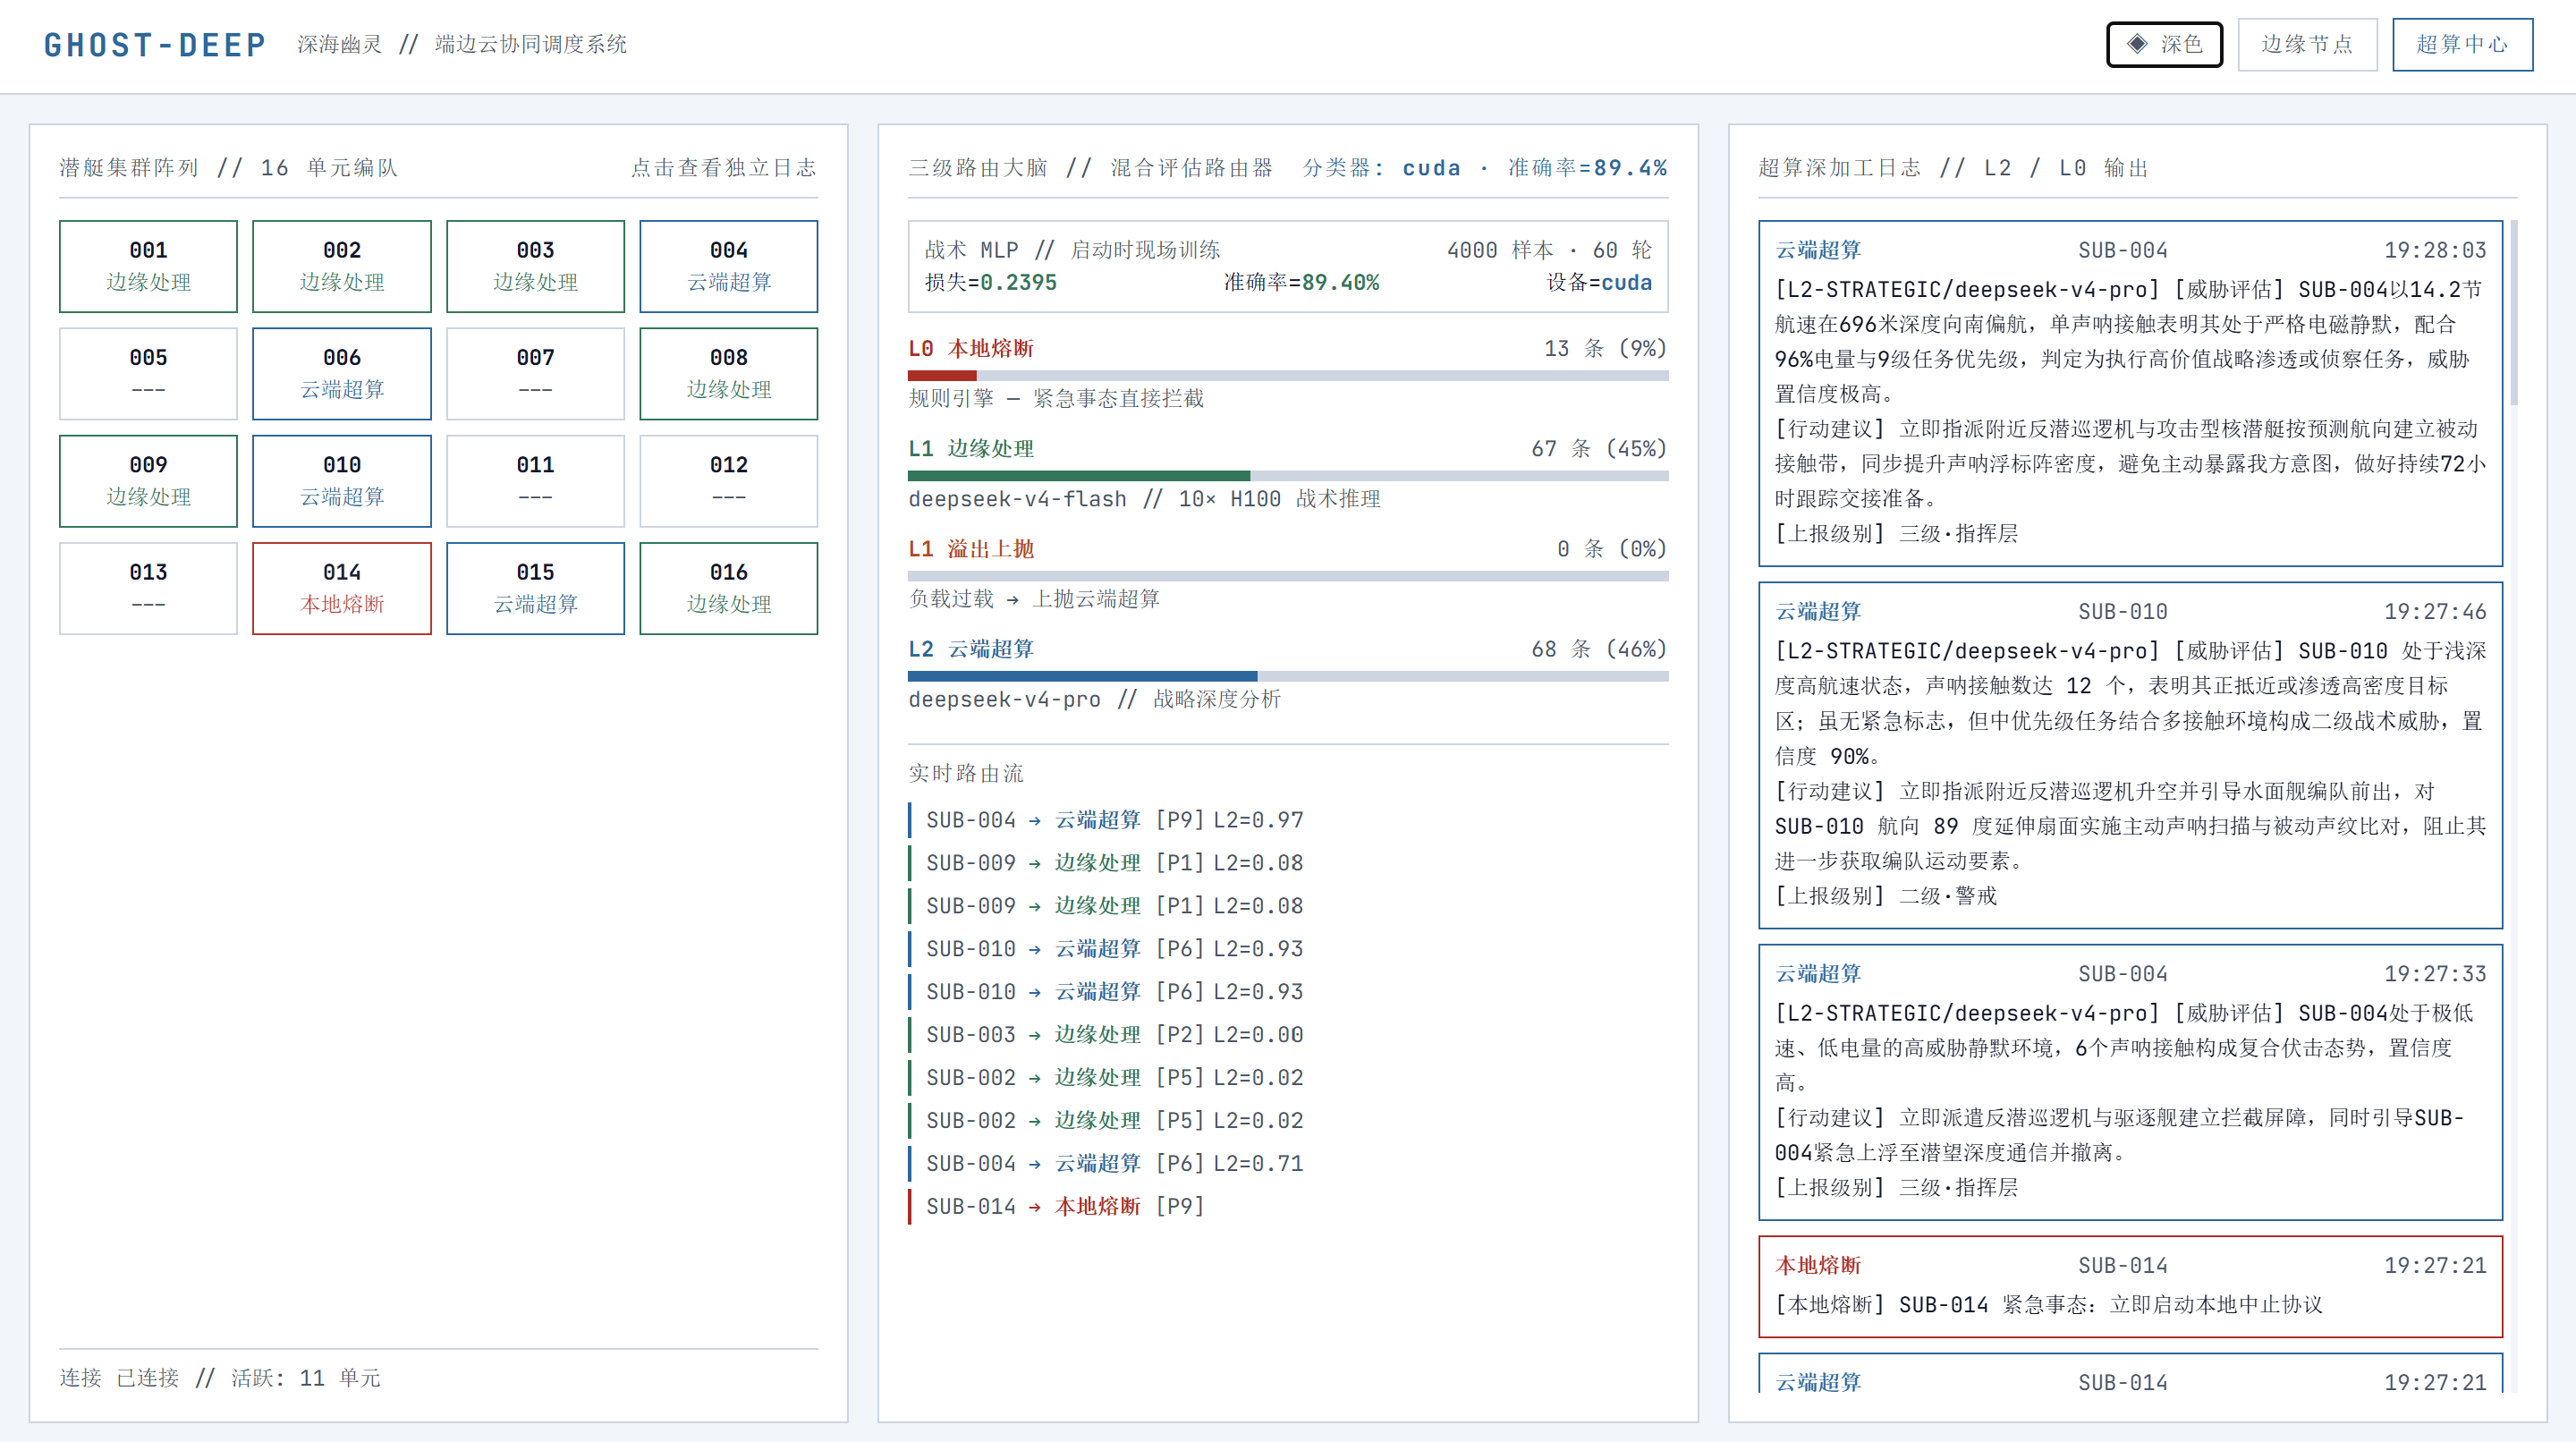 GHOST-DEEP 深海幽灵 // 端边云协同调度系统
◈ 深色 边缘节点 超算中心
潜艇集群阵列 // 16 单元编队 点击查看独立日志
001 002 003 004
边缘处理 边缘处理 边缘处理 云端超算
005 006 007 008
--- 云端超算 --- 边缘处理
009 010 011 012
边缘处理 云端超算 --- ---
013 014 015 016
--- 本地熔断 云端超算 边缘处理
连接 已连接 // 活跃: 11 单元
三级路由大脑 // 混合评估路由器 分类器: cuda · 准确率=89.4%
战术 MLP // 启动时现场训练 4000 样本 · 60 轮
损失=0.2395 准确率=89.40% 设备=cuda
L0 本地熔断 13 条 (9%)
规则引擎 — 紧急事态直接拦截
L1 边缘处理 67 条 (45%)
deepseek-v4-flash // 10× H100 战术推理
L1 溢出上抛 0 条 (0%)
负载过载 → 上抛云端超算
L2 云端超算 68 条 (46%)
deepseek-v4-pro // 战略深度分析
实时路由流
SUB-004 → 云端超算 [P9] L2=0.97
SUB-009 → 边缘处理 [P1] L2=0.08
SUB-009 → 边缘处理 [P1] L2=0.08
SUB-010 → 云端超算 [P6] L2=0.93
SUB-010 → 云端超算 [P6] L2=0.93
SUB-003 → 边缘处理 [P2] L2=0.00
SUB-002 → 边缘处理 [P5] L2=0.02
SUB-002 → 边缘处理 [P5] L2=0.02
SUB-004 → 云端超算 [P6] L2=0.71
SUB-014 → 本地熔断 [P9]
超算深加工日志 // L2 / L0 输出
云端超算 SUB-004 19:28:03
[L2-STRATEGIC/deepseek-v4-pro] [威胁评估] SUB-004以14.2节
航速在696米深度向南偏航，单声呐接触表明其处于严格电磁静默，配合
96%电量与9级任务优先级，判定为执行高价值战略渗透或侦察任务，威胁
置信度极高。
[行动建议] 立即指派附近反潜巡逻机与攻击型核潜艇按预测航向建立被动
接触带，同步提升声呐浮标阵密度，避免主动暴露我方意图，做好持续72小
时跟踪交接准备。
[上报级别] 三级·指挥层
云端超算 SUB-010 19:27:46
[L2-STRATEGIC/deepseek-v4-pro] [威胁评估] SUB-010 处于浅深
度高航速状态，声呐接触数达 12 个，表明其正抵近或渗透高密度目标
区；虽无紧急标志，但中优先级任务结合多接触环境构成二级战术威胁，置
信度 90%。
[行动建议] 立即指派附近反潜巡逻机升空并引导水面舰编队前出，对
SUB-010 航向 89 度延伸扇面实施主动声呐扫描与被动声纹比对，阻止其
进一步获取编队运动要素。
[上报级别] 二级·警戒
云端超算 SUB-004 19:27:33
[L2-STRATEGIC/deepseek-v4-pro] [威胁评估] SUB-004处于极低
速、低电量的高威胁静默环境，6个声呐接触构成复合伏击态势，置信度
高。
[行动建议] 立即派遣反潜巡逻机与驱逐舰建立拦截屏障，同时引导SUB-
004紧急上浮至潜望深度通信并撤离。
[上报级别] 三级·指挥层
本地熔断 SUB-014 19:27:21
[本地熔断] SUB-014 紧急事态: 立即启动本地中止协议
云端超算 SUB-014 19:27:21